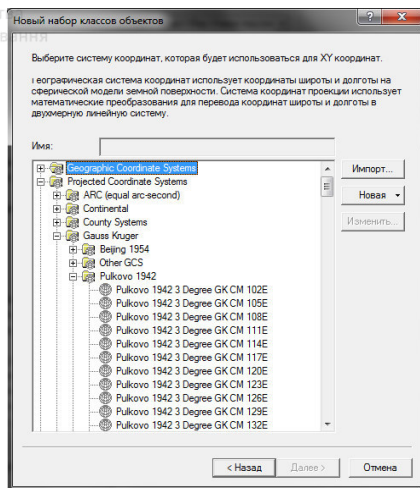 Новый набор классов объектов
Выберите систему координат, которая будет использоваться для XY координат.
Географическая система координат использует координаты широты и долготы на
сферической модели земной поверхности. Система координат проекции использует
математические преобразования для перевода координат широты и долготы в
двухмерную линейную систему.
Имя:
Geographic Coordinate Systems
Projected Coordinate Systems
ARC (equal arc-second)
Continental
County Systems
Gauss Kruger
Beijing 1954
Other GCS
Pulkovo 1942
Pulkovo 1942 3 Degree GK CM 102E
Pulkovo 1942 3 Degree GK CM 105E
Pulkovo 1942 3 Degree GK CM 108E
Pulkovo 1942 3 Degree GK CM 111E
Pulkovo 1942 3 Degree GK CM 114E
Pulkovo 1942 3 Degree GK CM 117E
Pulkovo 1942 3 Degree GK CM 120E
Pulkovo 1942 3 Degree GK CM 123E
Pulkovo 1942 3 Degree GK CM 126E
Pulkovo 1942 3 Degree GK CM 129E
Pulkovo 1942 3 Degree GK CM 132E
Импорт...
Новая
Изменить...
< Назад
Далее >
Отмена